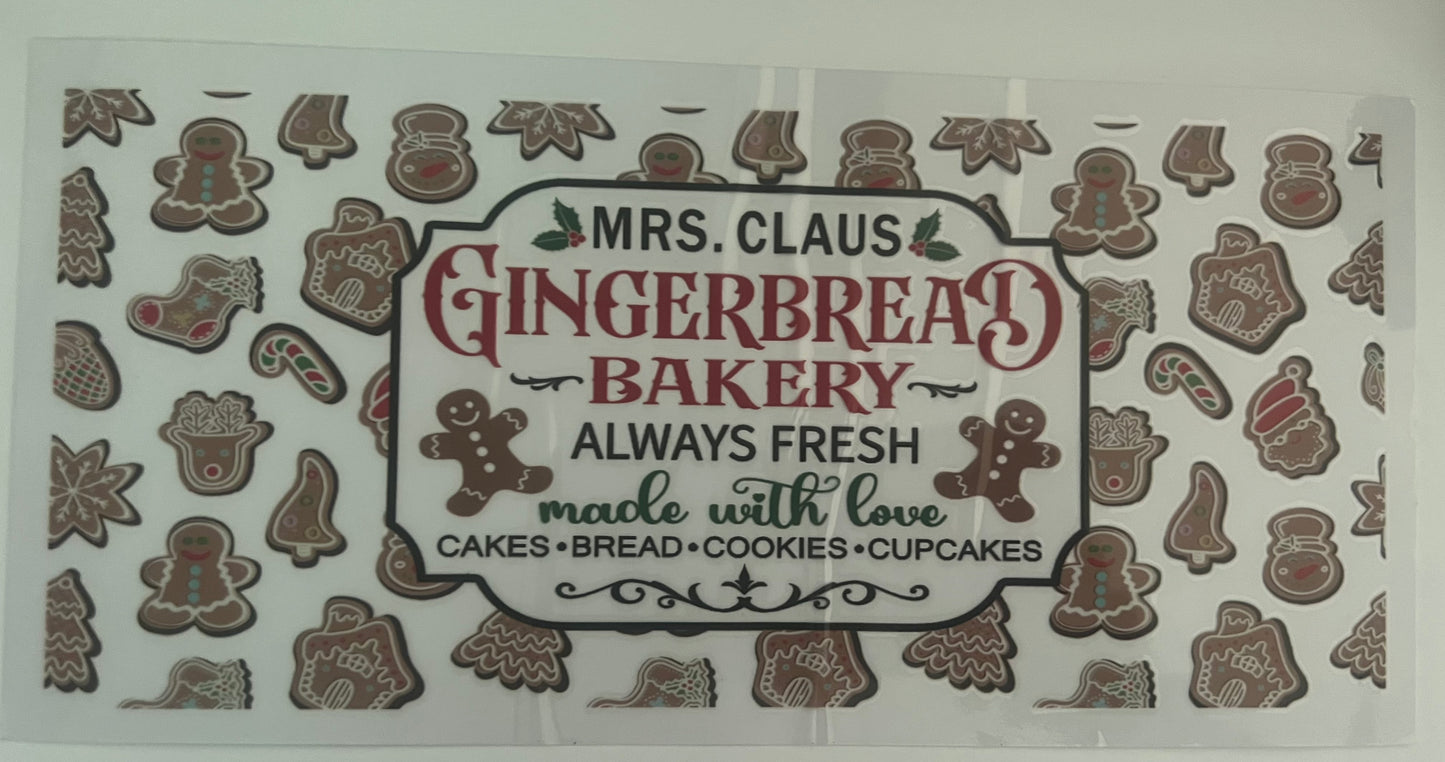 MRS. CLAUS
GINGERBREAD
BAKERY
ALWAYS FRESH
made with love
CAKES•BREAD•COOKIES•CUPCAKES